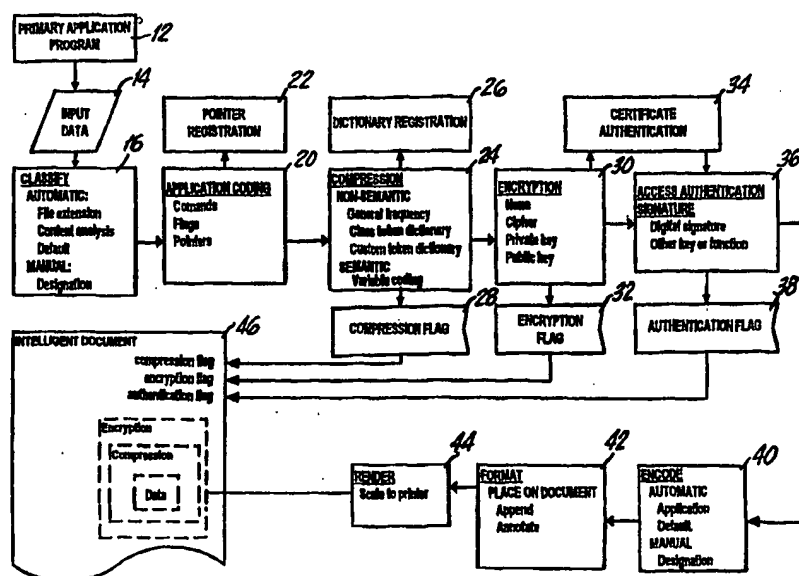 PRIMARY APPLICATION
PROGRAM
12
14
INPUT
DATA
22
POINTER
REGISTRATION
26
DICTIONARY REGISTRATION
34
CERTIFICATE
AUTHENTICATION
16
CLASSIFY
AUTOMATIC:
File extension
Content analysis
Default
MANUAL:
Designation
20
APPLICATION CODING
Comands
Flags
Pointers
24
COMPRESSION
NON-SEMANTIC
General frequency
Class token dictionary
Custom token dictionary
SEMANTIC
Variable coding
30
ENCRYPTION
None
Cipher
Private key
Public key
36
ACCESS AUTHENTICATION
SIGNATURE
Digital signature
Other key or function
28
COMPRESSION FLAG
32
ENCRYPTION
FLAG
38
AUTHENTICATION FLAG
46
INTELLIGENT DOCUMENT
compression flag
encryption flag
authentication flag
Encryption
Compression
Data
44
RENDER
Scale to printer
42
FORMAT
PLACE ON DOCUMENT
Append
Annotate
40
ENCODE
AUTOMATIC
Application
Default
MANUAL
Designation